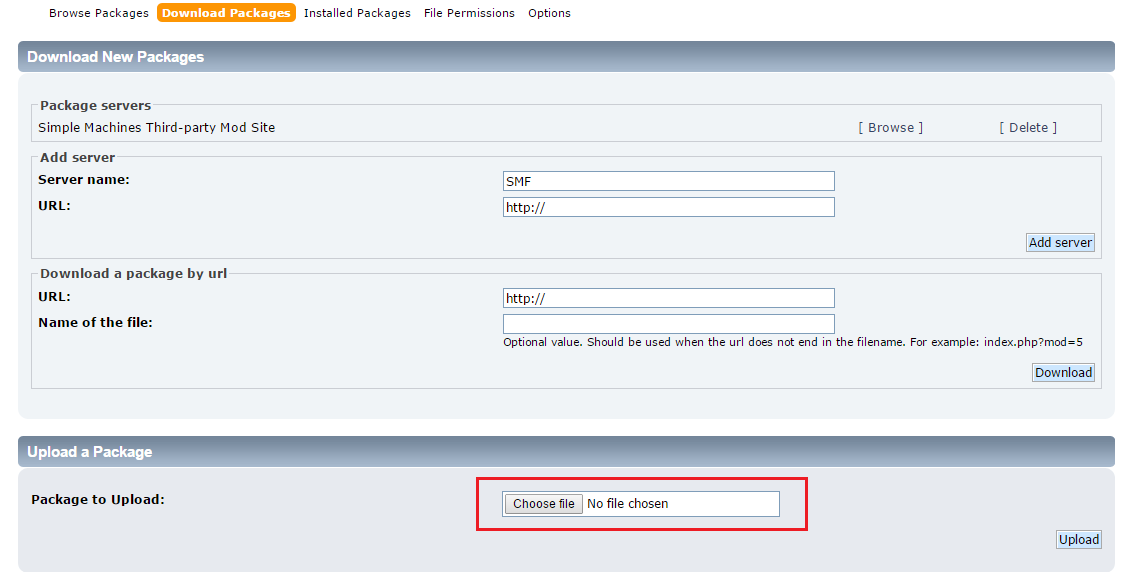 Browse Packages Download Packages Installed Packages File Permissions Options
Download New Packages
Package servers
Simple Machines Third-party Mod Site [ Browse ] [ Delete ]
Add server
Server name: SMF
URL: http://
Add server
Download a package by url
URL: http://
Name of the file:
Optional value. Should be used when the url does not end in the filename. For example: index.php?mod=5
Download
Upload a Package
Package to Upload: Choose file No file chosen
Upload